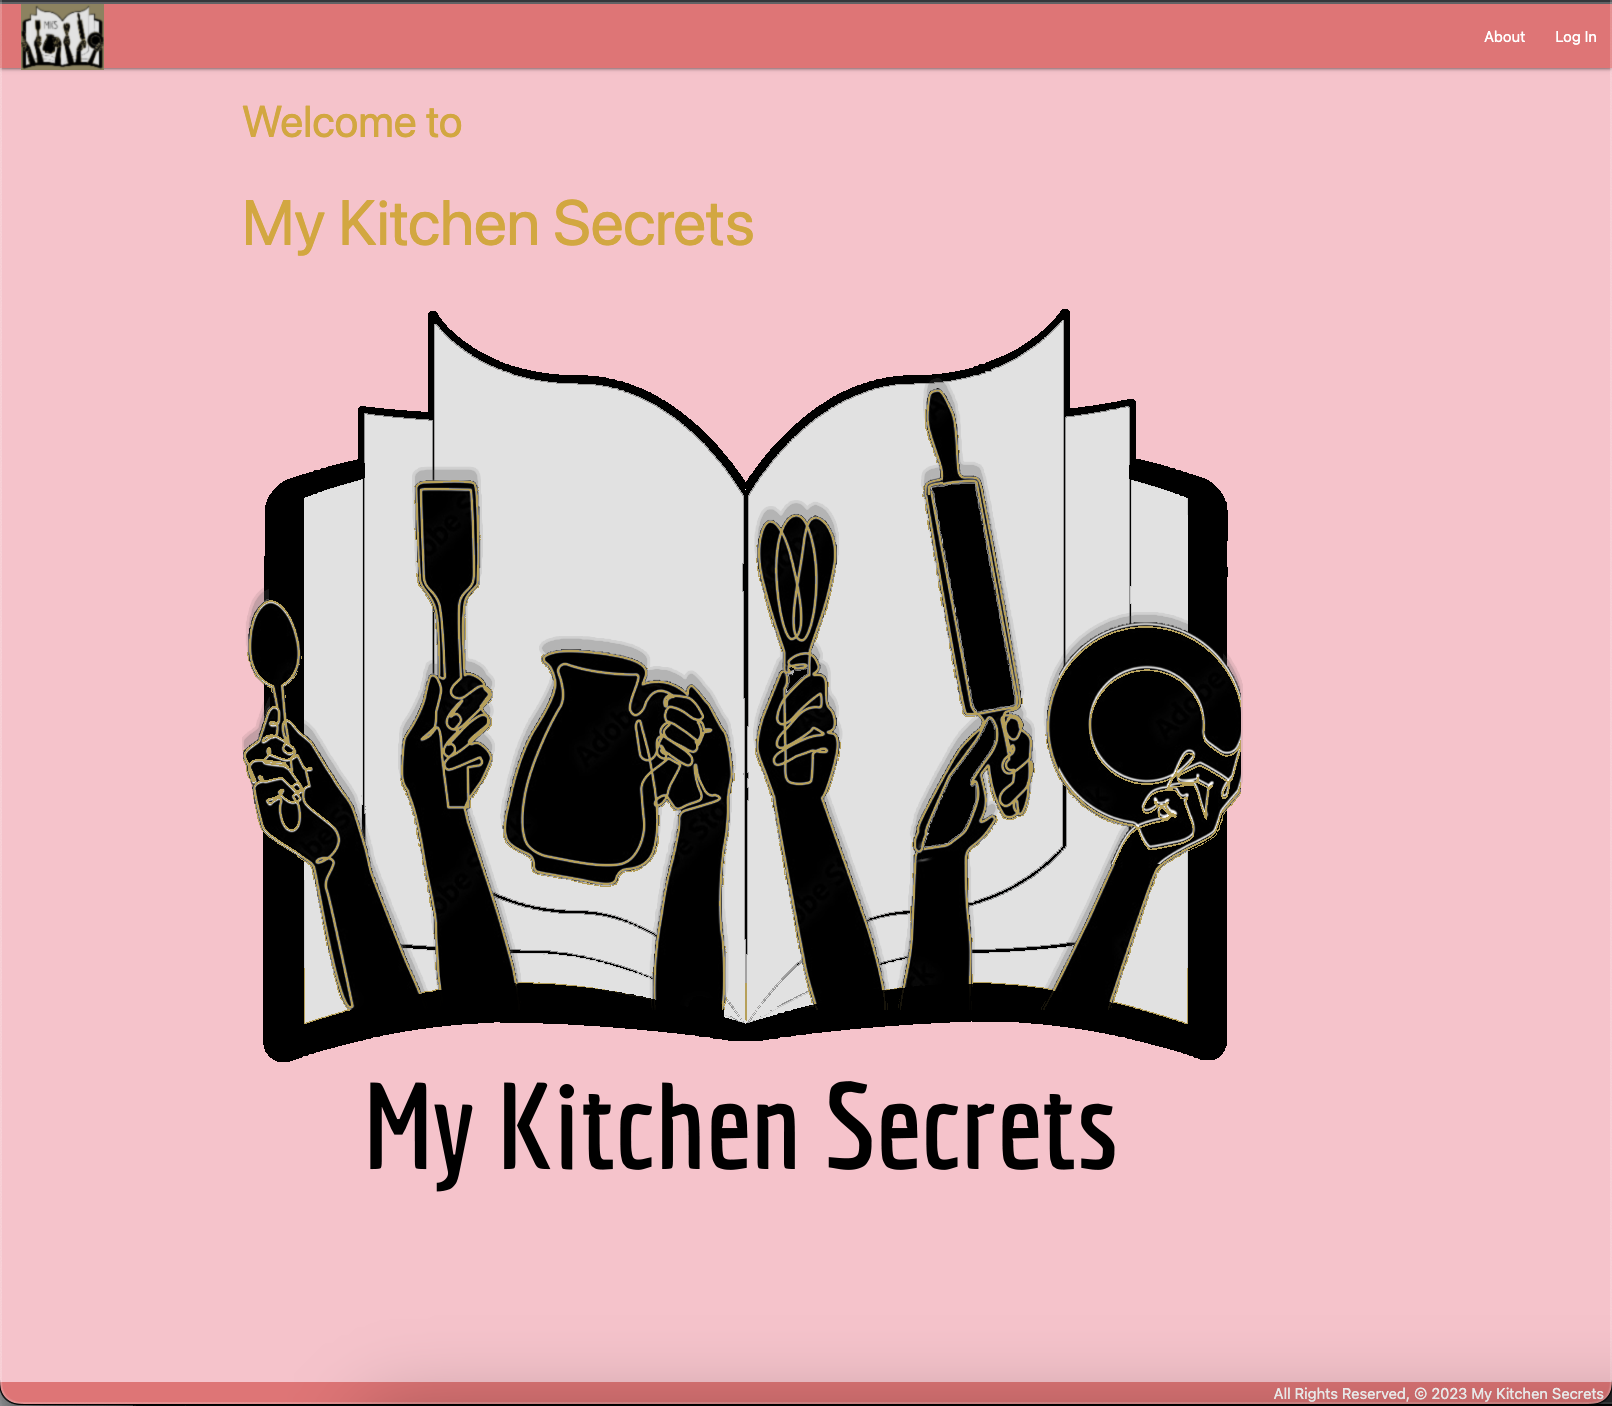 MKS
About
Log In
Welcome to
My Kitchen Secrets
My Kitchen Secrets
All Rights Reserved, © 2023 My Kitchen Secrets